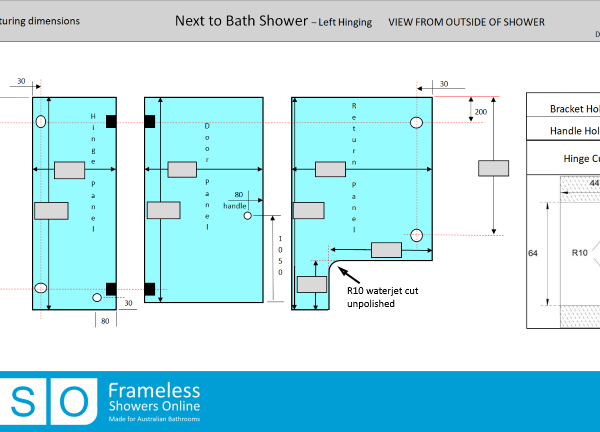 turing dimensions
Next to Bath Shower – Left Hinging VIEW FROM OUTSIDE OF SHOWER
D
30
30
200
Hinge Panel
Door Panel
Return Panel
80
handle
1050
30
80
R10 waterjet cut
unpolished
Bracket Hol
Handle Hol
Hinge Cu
44
64
R10
SO
Frameless
Showers Online
Made for Australian Bathrooms